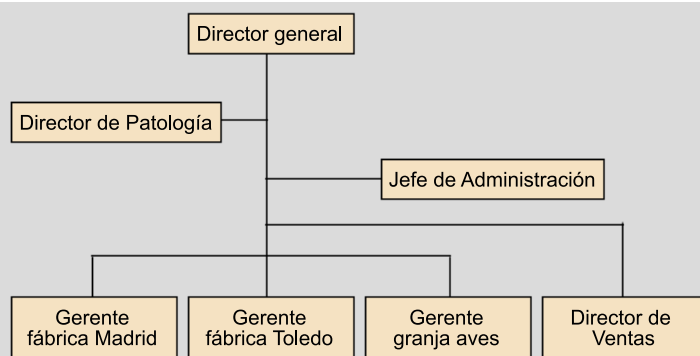 Director general
Director de Patología
Jefe de Administración
Gerente
fábrica Madrid
Gerente
fábrica Toledo
Gerente
granja aves
Director de
Ventas